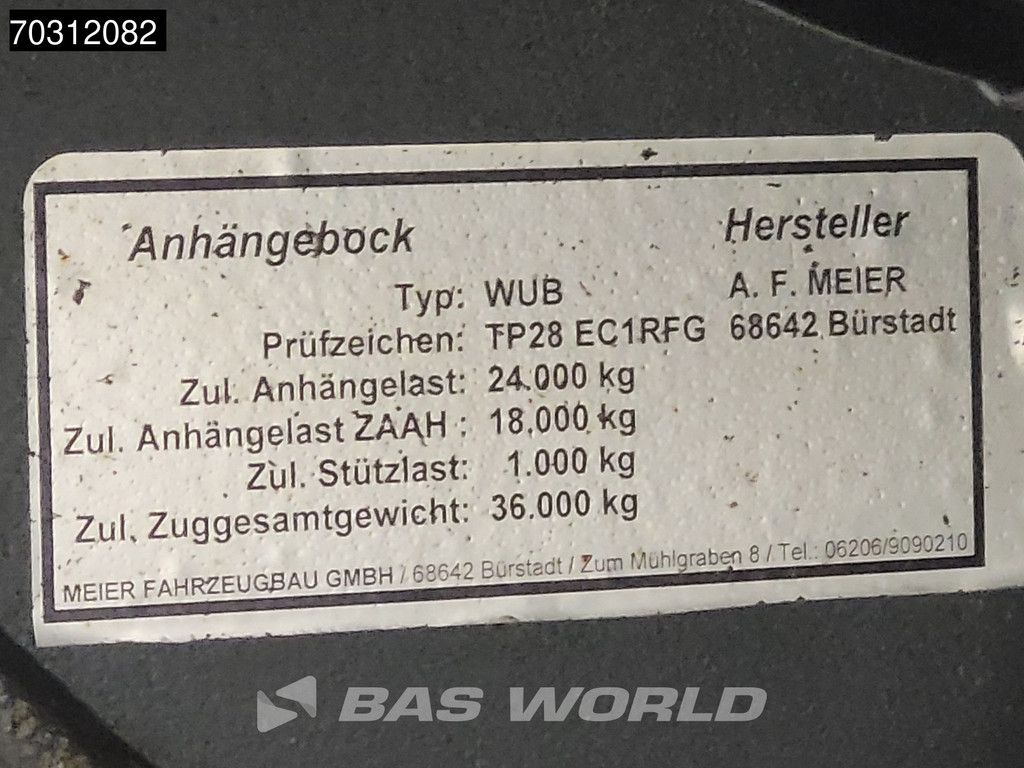 70312082
Anhängebock Hersteller
Typ: WUB A. F. MEIER
Prüfzeichen: TP28 EC1RFG 68642 Bürstadt
Zul. Anhängelast: 24.000 kg
Zul. Anhängelast ZAAH : 18.000 kg
Zul. Stützlast: 1.000 kg
Zul. Zuggesamtgewicht: 36.000 kg
MEIER FAHRZEUGBAU GMBH / 68642 Bürstadt / Zum Mühlgraben 8 / Tel.: 06206/9090210
BAS WORLD